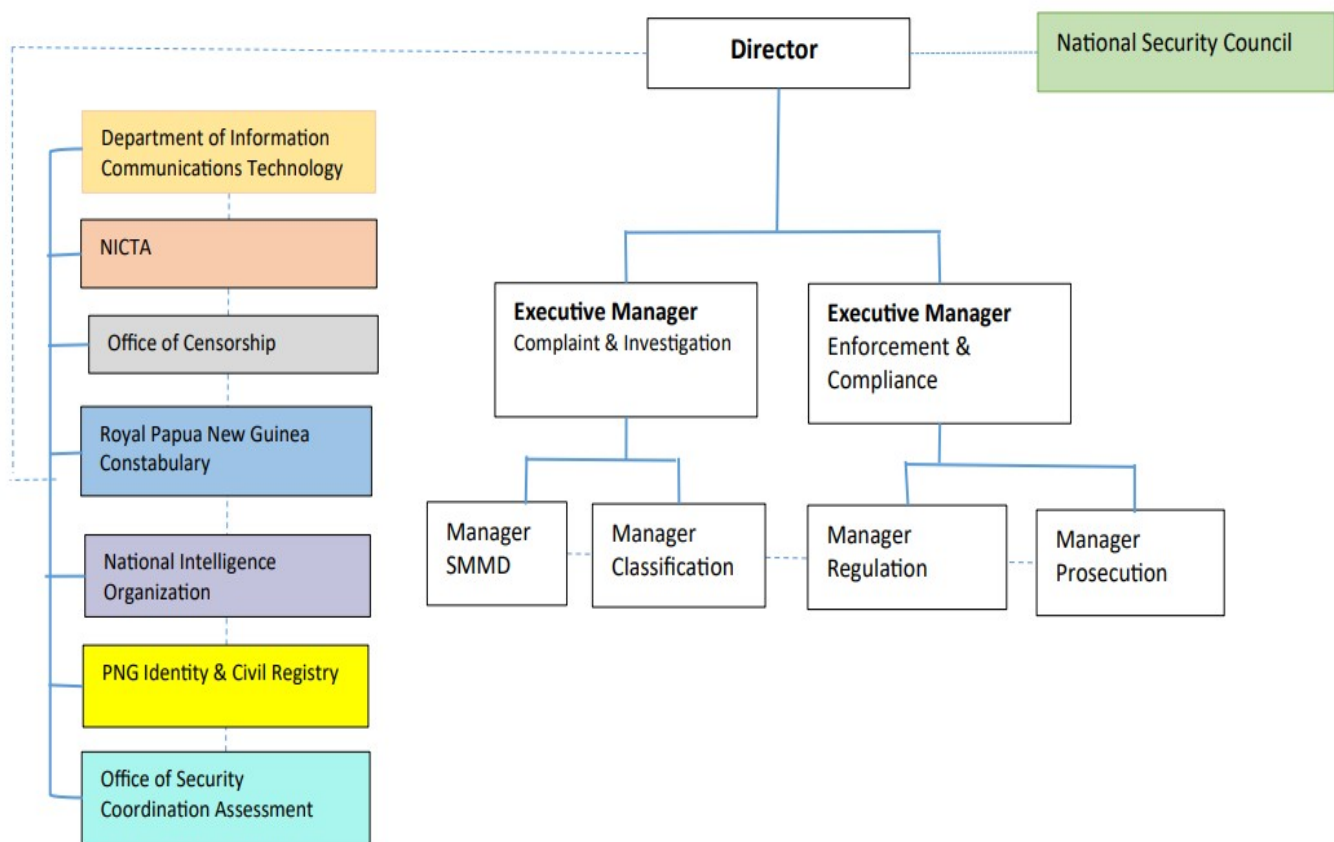 Director
National Security Council
Department of Information
Communications Technology
NICTA
Office of Censorship
Royal Papua New Guinea
Constabulary
National Intelligence
Organization
PNG Identity & Civil Registry
Office of Security
Coordination Assessment
Executive Manager
Complaint & Investigation
Executive Manager
Enforcement &
Compliance
Manager
SMMD
Manager
Classification
Manager
Regulation
Manager
Prosecution